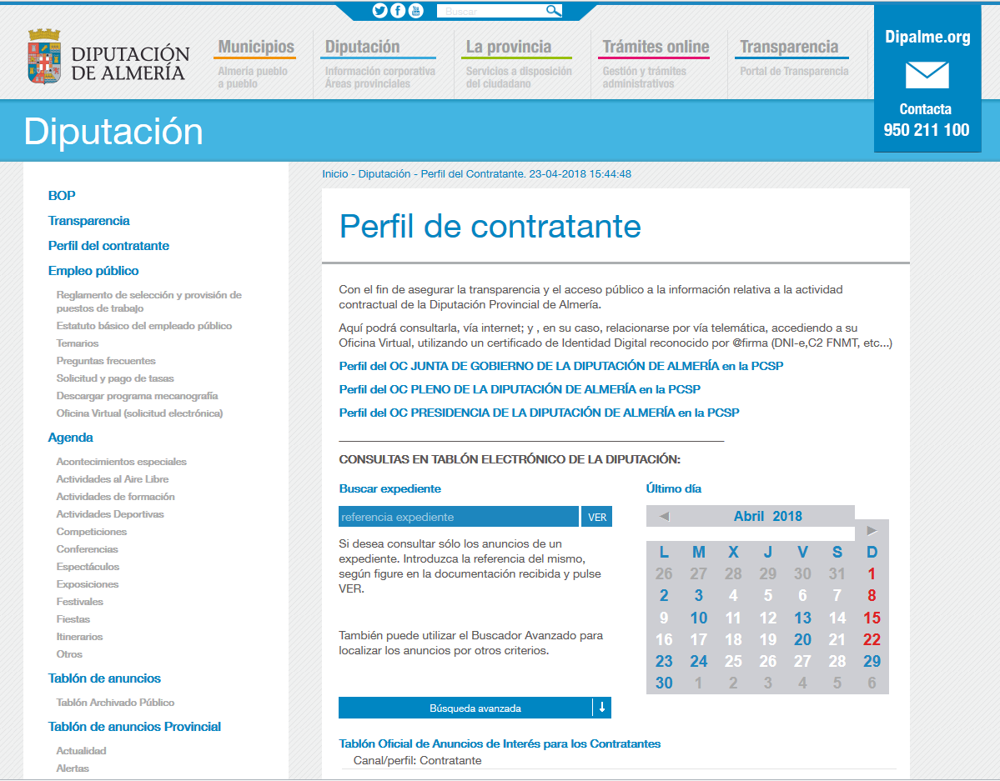 Buscar
DIPUTACIÓN
DE ALMERÍA
Municipios
Almería pueblo
a pueblo
Diputación
Información corporativa
Áreas provinciales
La provincia
Servicios a disposición
del ciudadano
Trámites online
Gestión y trámites
administrativos
Transparencia
Portal de Transparencia
Dipalme.org
Contacta
950 211 100
Diputación
BOP
Transparencia
Perfil del contratante
Empleo público
Reglamento de selección y provisión de
puestos de trabajo
Estatuto básico del empleado público
Temarios
Preguntas frecuentes
Solicitud y pago de tasas
Descargar programa mecanografía
Oficina Virtual (solicitud electrónica)
Agenda
Acontecimientos especiales
Actividades al Aire Libre
Actividades de formación
Actividades Deportivas
Competiciones
Conferencias
Espectáculos
Exposiciones
Festivales
Fiestas
Itinerarios
Otros
Tablón de anuncios
Tablón Archivado Público
Tablón de anuncios Provincial
Actualidad
Alertas
Inicio - Diputación - Perfil del Contratante. 23-04-2018 15:44:48
Perfil de contratante
Con el fin de asegurar la transparencia y el acceso público a la información relativa a la actividad
contractual de la Diputación Provincial de Almería.
Aquí podrá consultarla, vía internet; y , en su caso, relacionarse por vía telemática, accediendo a su
Oficina Virtual, utilizando un certificado de Identidad Digital reconocido por @firma (DNI-e,C2 FNMT, etc...)
Perfil del OC JUNTA DE GOBIERNO DE LA DIPUTACIÓN DE ALMERÍA en la PCSP
Perfil del OC PLENO DE LA DIPUTACIÓN DE ALMERÍA en la PCSP
Perfil del OC PRESIDENCIA DE LA DIPUTACIÓN DE ALMERÍA en la PCSP
CONSULTAS EN TABLÓN ELECTRÓNICO DE LA DIPUTACIÓN:
Buscar expediente
referencia expediente VER
Si desea consultar sólo los anuncios de un
expediente. Introduzca la referencia del mismo,
según figure en la documentación recibida y pulse
VER.
También puede utilizar el Buscador Avanzado para
localizar los anuncios por otros criterios.
Búsqueda avanzada
Último día
Abril 2018
L M X J V S D
26 27 28 29 30 31 1
2 3 4 5 6 7 8
9 10 11 12 13 14 15
16 17 18 19 20 21 22
23 24 25 26 27 28 29
30 1 2 3 4 5 6
Tablón Oficial de Anuncios de Interés para los Contratantes
Canal/perfil: Contratante